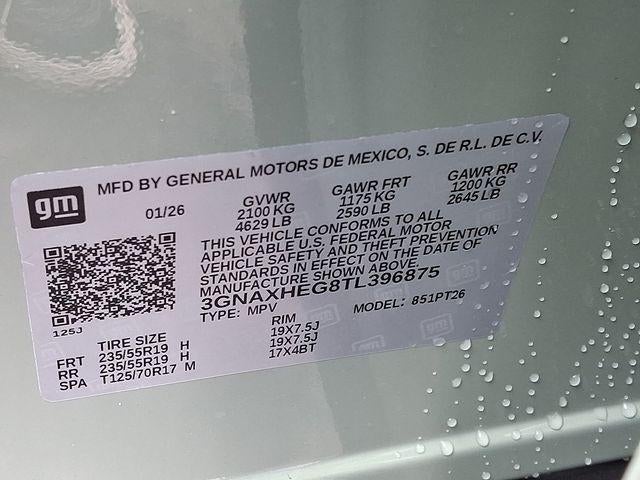 MFD BY GENERAL MOTORS DE MEXICO, S. DE R.L. DE C.V.
gm
01/26
GVWR GAWR FRT GAWR RR
2100 KG 1175 KG 1200 KG
4629 LB 2590 LB 2645 LB
THIS VEHICLE CONFORMS TO ALL
APPLICABLE U.S. FEDERAL MOTOR
VEHICLE SAFETY AND THEFT PREVENTION
STANDARDS IN EFFECT ON THE DATE OF
MANUFACTURE SHOWN ABOVE.
3GNAXHEG8TL396875
TYPE: MPV MODEL: 851PT26
125J
TIRE SIZE RIM
FRT 235/55R19 H 19X7.5J
RR 235/55R19 H 19X7.5J
SPA T125/70R17 M 17X4BT